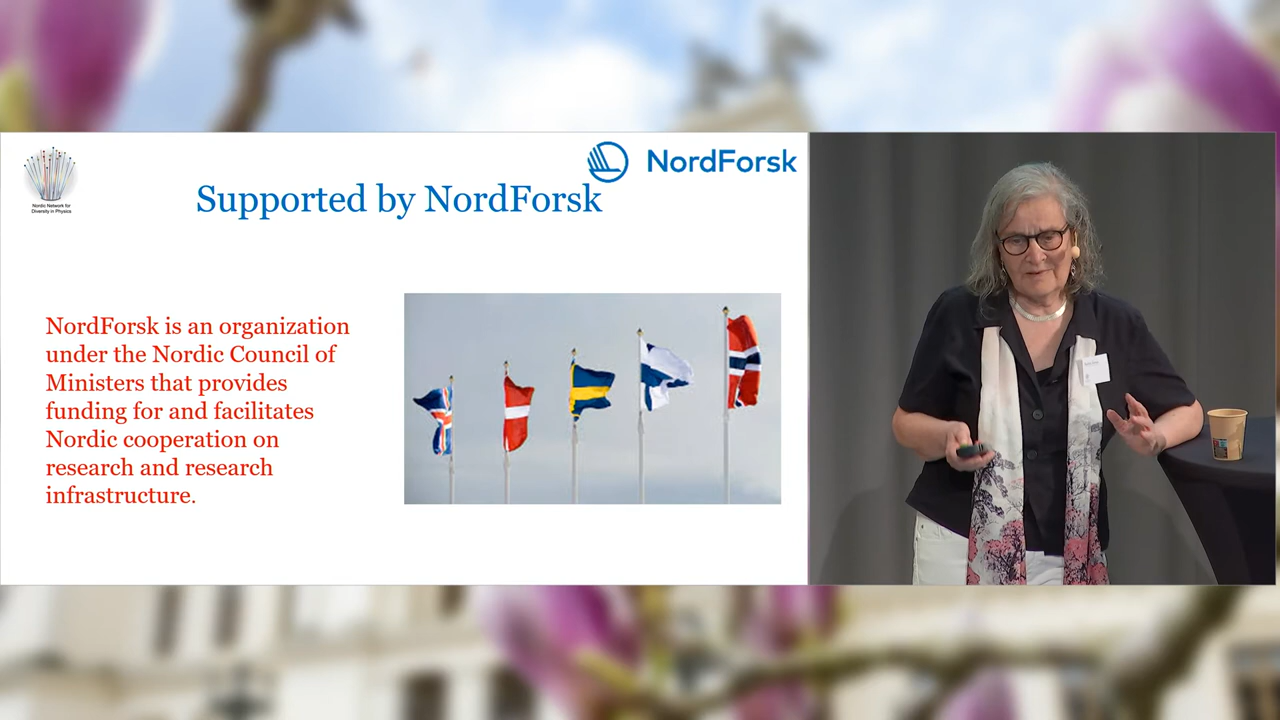 Nordic Network for
Diversity in Physics
NordForsk
Supported by NordForsk
NordForsk is an organization
under the Nordic Council of
Ministers that provides
funding for and facilitates
Nordic cooperation on
research and research
infrastructure.